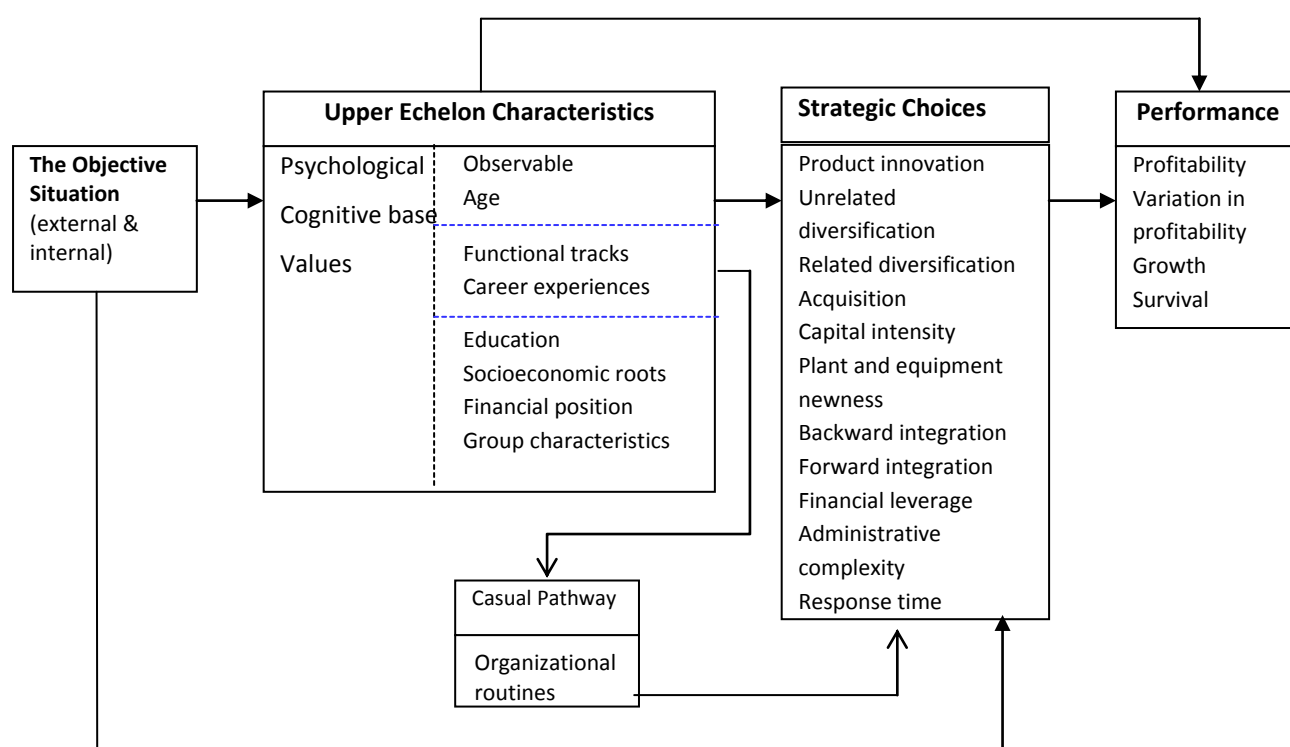 The Objective
Situation
(external &
internal)
Upper Echelon Characteristics
Psychological
Cognitive base
Values
Observable
Age
Functional tracks
Career experiences
Education
Socioeconomic roots
Financial position
Group characteristics
Casual Pathway
Organizational
routines
Strategic Choices
Product innovation
Unrelated
diversification
Related diversification
Acquisition
Capital intensity
Plant and equipment
newness
Backward integration
Forward integration
Financial leverage
Administrative
complexity
Response time
Performance
Profitability
Variation in
profitability
Growth
Survival